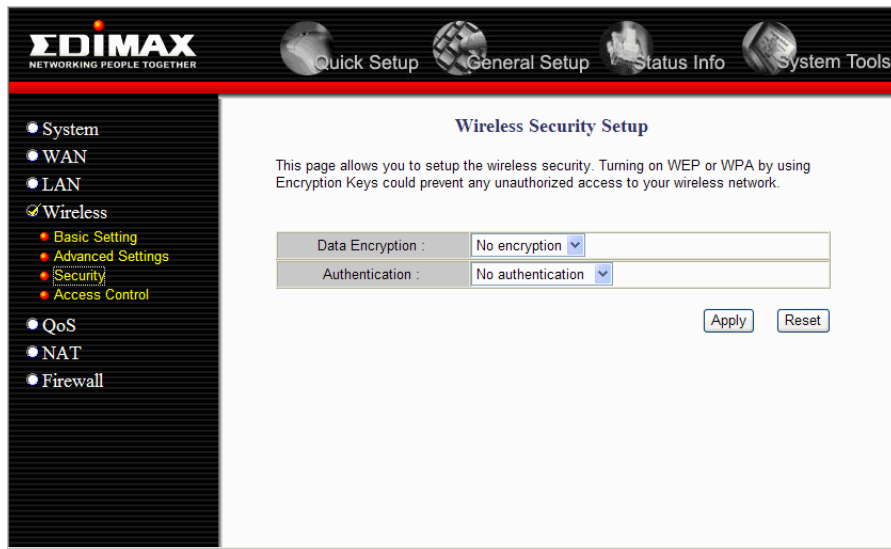 EDIMAX
NETWORKING PEOPLE TOGETHER
Quick Setup
General Setup
Status Info
System Tools
System
WAN
LAN
Wireless
Basic Setting
Advanced Settings
Security
Access Control
QoS
NAT
Firewall
Wireless Security Setup
This page allows you to setup the wireless security. Turning on WEP or WPA by using
Encryption Keys could prevent any unauthorized access to your wireless network.
Data Encryption : No encryption
Authentication : No authentication
Apply Reset